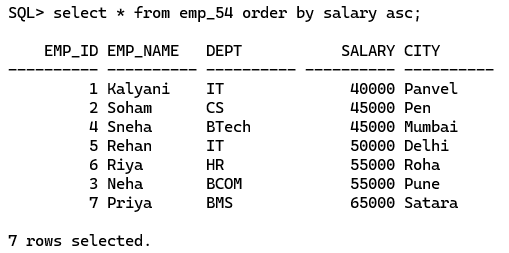 SQL> select * from emp_54 order by salary asc;

    EMP_ID EMP_NAME   DEPT           SALARY CITY
---------- ---------- ---------- ---------- ----------
         1 Kalyani    IT              40000 Panvel
         2 Soham      CS              45000 Pen
         4 Sneha      BTech           45000 Mumbai
         5 Rehan      IT              50000 Delhi
         6 Riya       HR              55000 Roha
         3 Neha       BCOM            55000 Pune
         7 Priya      BMS             65000 Satara

7 rows selected.